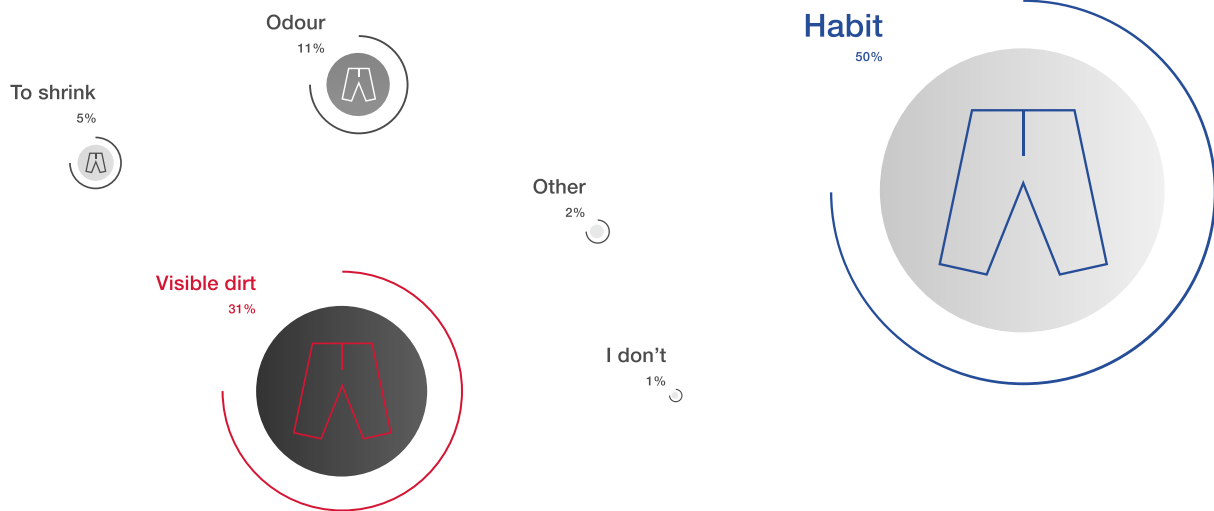 Odour
11%
Habit
50%
To shrink
5%
Other
2%
Visible dirt
31%
I don’t
1%